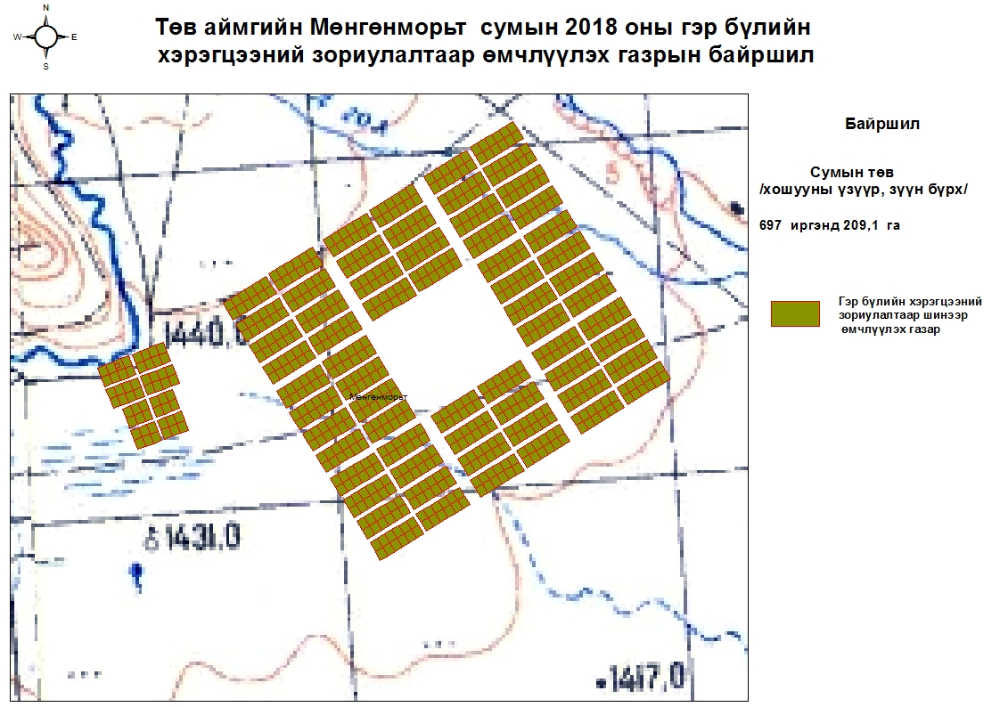 N
W E
S
Төв аймгийн Мөнгөнморьт сумын 2018 оны гэр бүлийн
хэрэгцээний зориулалтаар өмчлүүлэх газрын байршил
Байршил
Сумын төв
/хошууны үзүүр, зүүн бүрх/
697 иргэнд 209,1 га
Гэр бүлийн хэрэгцээний
зориулалтаар шинээр
өмчлүүлэх газар
1440,0
Мөнгөнморьт
1431.0
1417,0